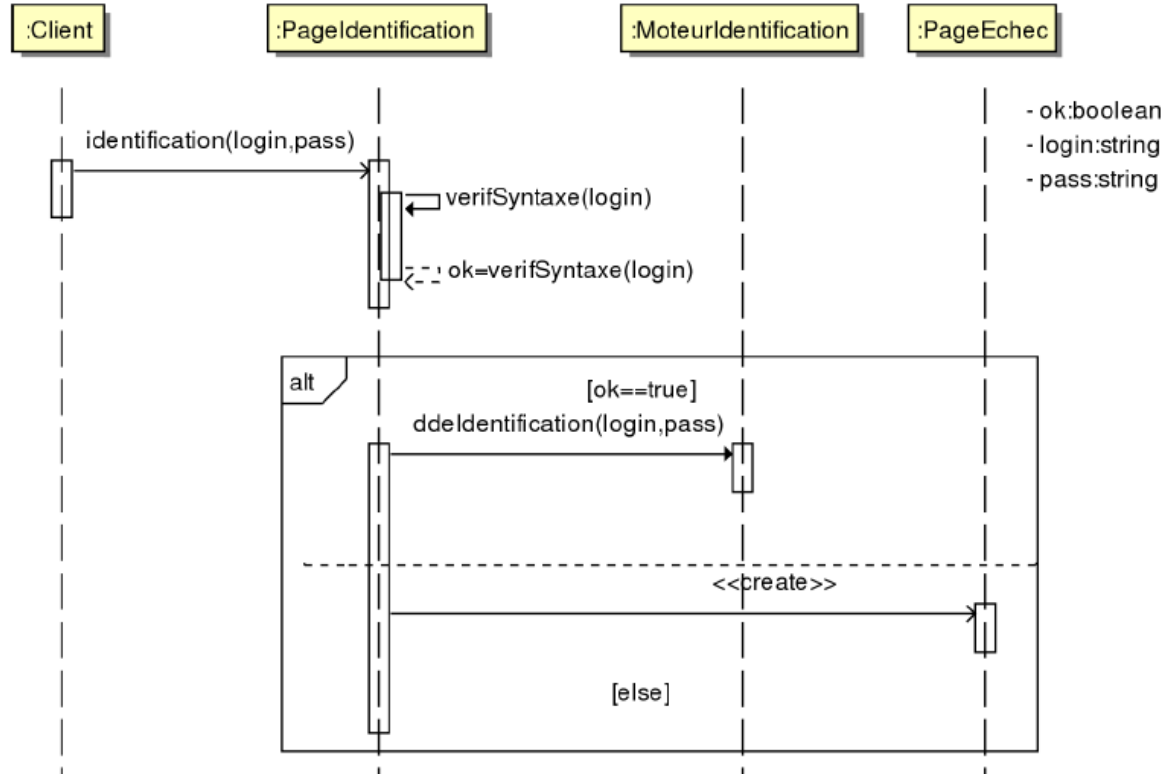 :Client
:PageIdentification
:MoteurIdentification
:PageEchec
- ok:boolean
- login:string
- pass:string
identification(login,pass)
verifSyntaxe(login)
ok=verifSyntaxe(login)
alt
[ok==true]
ddeIdentification(login,pass)
<<create>>
[else]